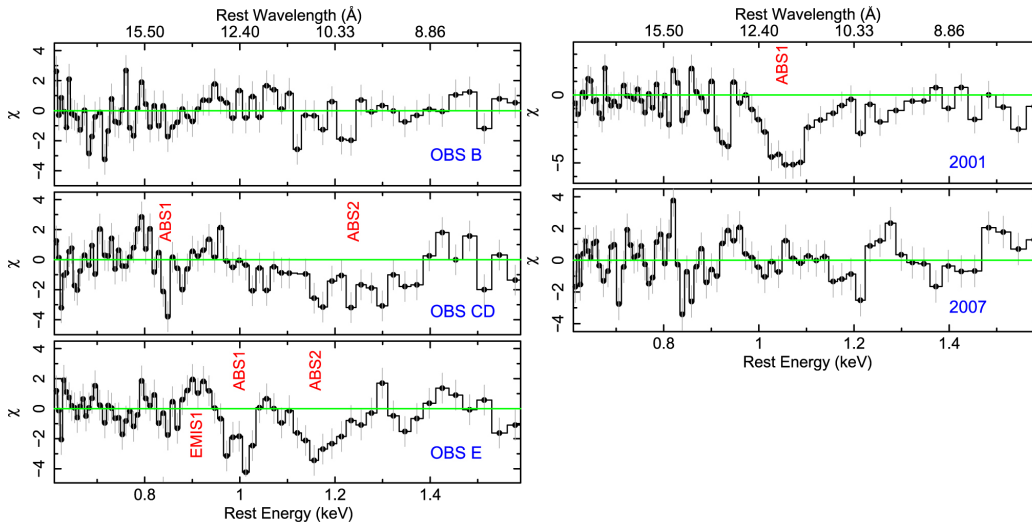 Rest Wavelength (Å)
15.50 12.40 10.33 8.86
χ
4
2
0
−2
−4
OBS B
χ
4
2
0
−2
−4
ABS1
ABS2
OBS CD
χ
4
2
0
−2
−4
EMIS1
ABS1
ABS2
OBS E
0.8 1 1.2 1.4
Rest Energy (keV)
Rest Wavelength (Å)
15.50 12.40 10.33 8.86
χ
0
−5
ABS1
2001
χ
4
2
0
−2
−4
2007
0.8 1 1.2 1.4
Rest Energy (keV)